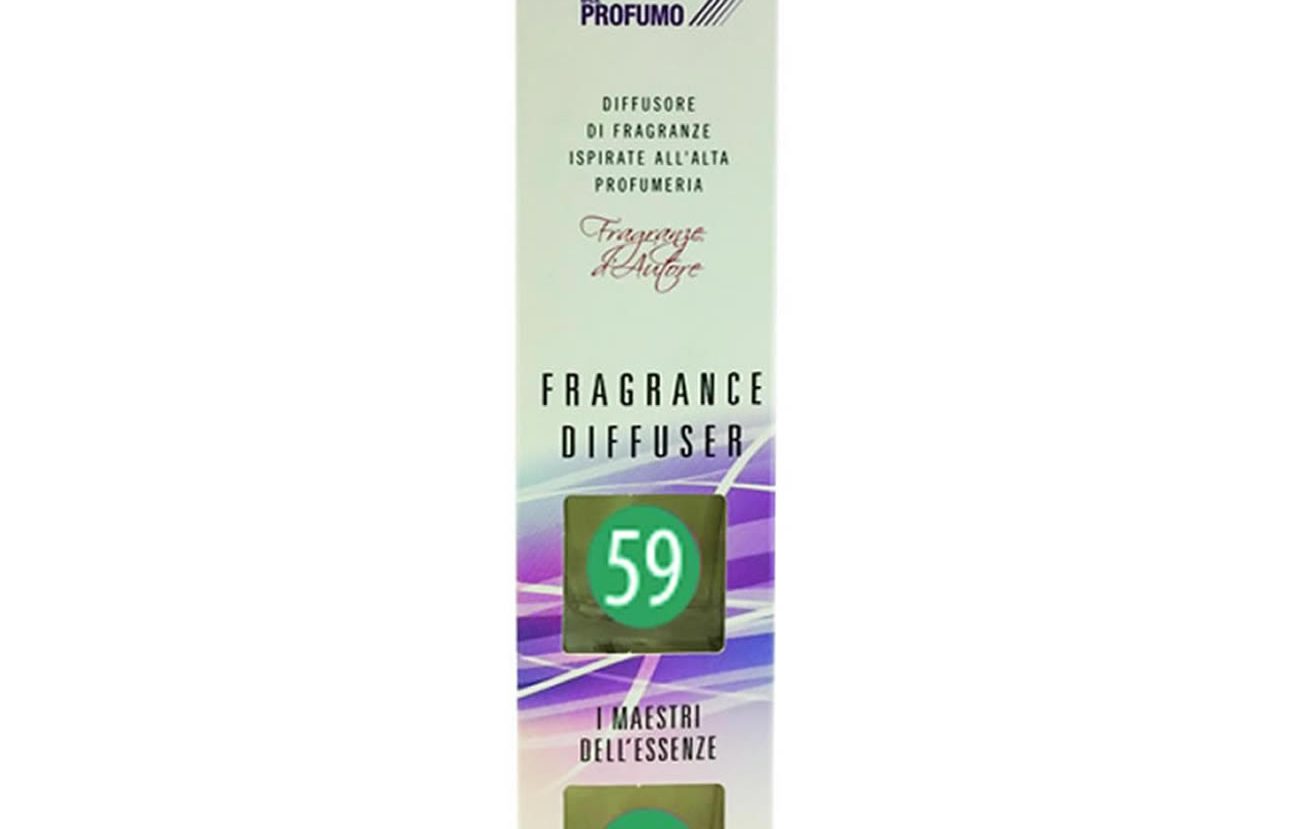 PROFUMO
DIFFUSORE
DI FRAGRANZE
ISPIRATE ALL'ALTA
PROFUMERIA
Fragranze
d'Autore
FRAGRANCE
DIFFUSER
59
I MAESTRI
DELL'ESSENZE